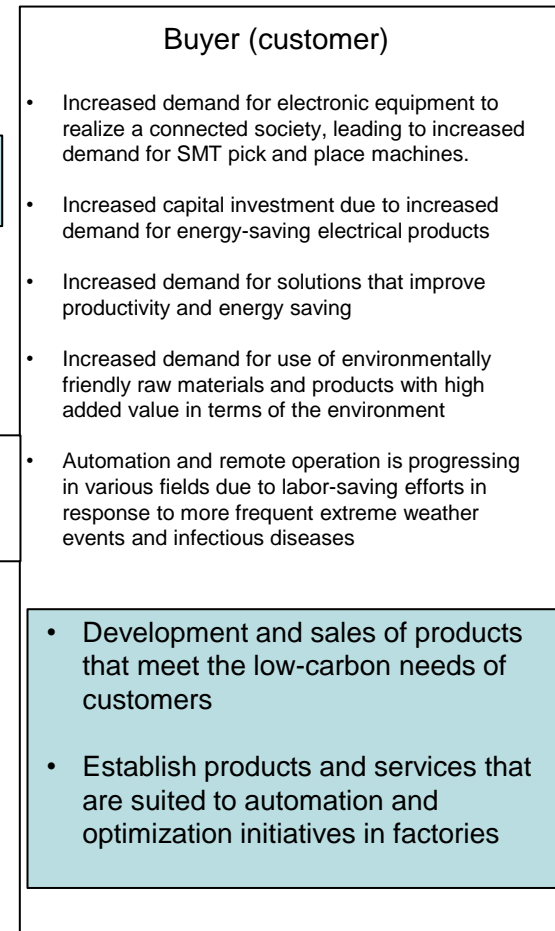 Buyer (customer)
• Increased demand for electronic equipment to
realize a connected society, leading to increased
demand for SMT pick and place machines.
• Increased capital investment due to increased
demand for energy-saving electrical products
• Increased demand for solutions that improve
productivity and energy saving
• Increased demand for use of environmentally
friendly raw materials and products with high
added value in terms of the environment
• Automation and remote operation is progressing
in various fields due to labor-saving efforts in
response to more frequent extreme weather
events and infectious diseases
• Development and sales of products
that meet the low-carbon needs of
customers
• Establish products and services that
are suited to automation and
optimization initiatives in factories